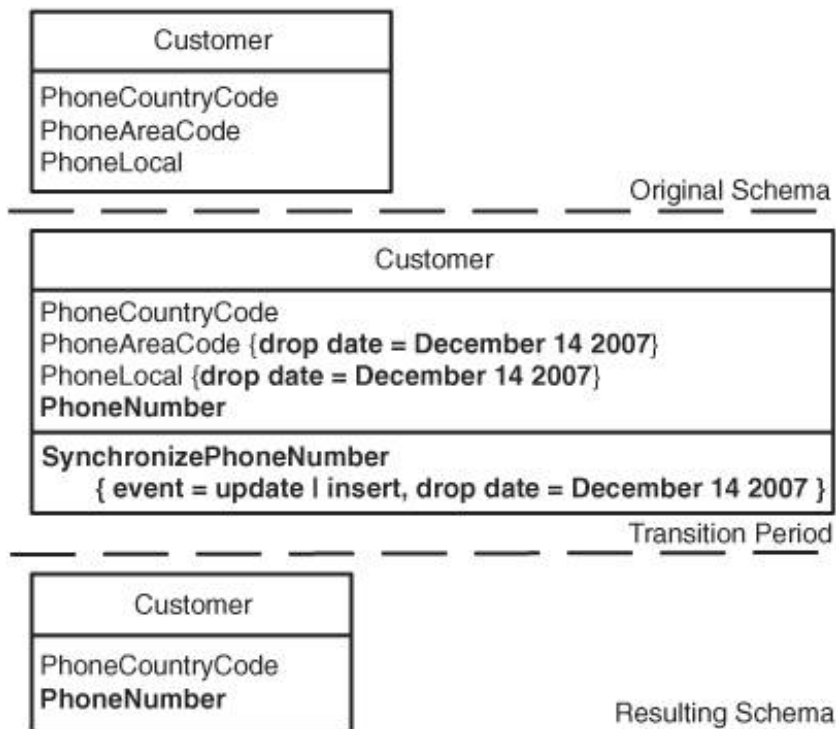 Customer
PhoneCountryCode
PhoneAreaCode
PhoneLocal
Original Schema
Customer
PhoneCountryCode
PhoneAreaCode {drop date = December 14 2007}
PhoneLocal {drop date = December 14 2007}
PhoneNumber
SynchronizePhoneNumber
{ event = update | insert, drop date = December 14 2007 }
Transition Period
Customer
PhoneCountryCode
PhoneNumber
Resulting Schema